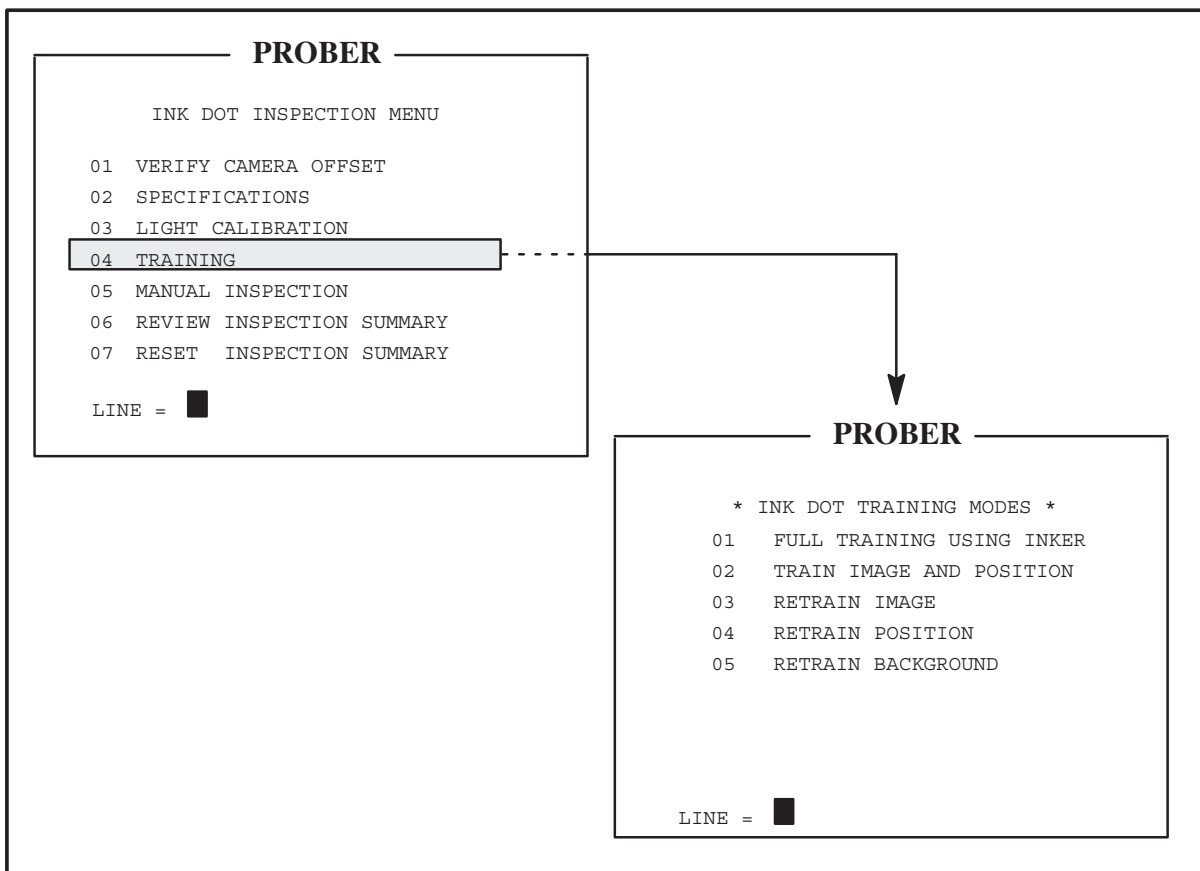 PROBER
INK DOT INSPECTION MENU
01 VERIFY CAMERA OFFSET
02 SPECIFICATIONS
03 LIGHT CALIBRATION
04 TRAINING
05 MANUAL INSPECTION
06 REVIEW INSPECTION SUMMARY
07 RESET INSPECTION SUMMARY
LINE =
PROBER
* INK DOT TRAINING MODES *
01 FULL TRAINING USING INKER
02 TRAIN IMAGE AND POSITION
03 RETRAIN IMAGE
04 RETRAIN POSITION
05 RETRAIN BACKGROUND
LINE =